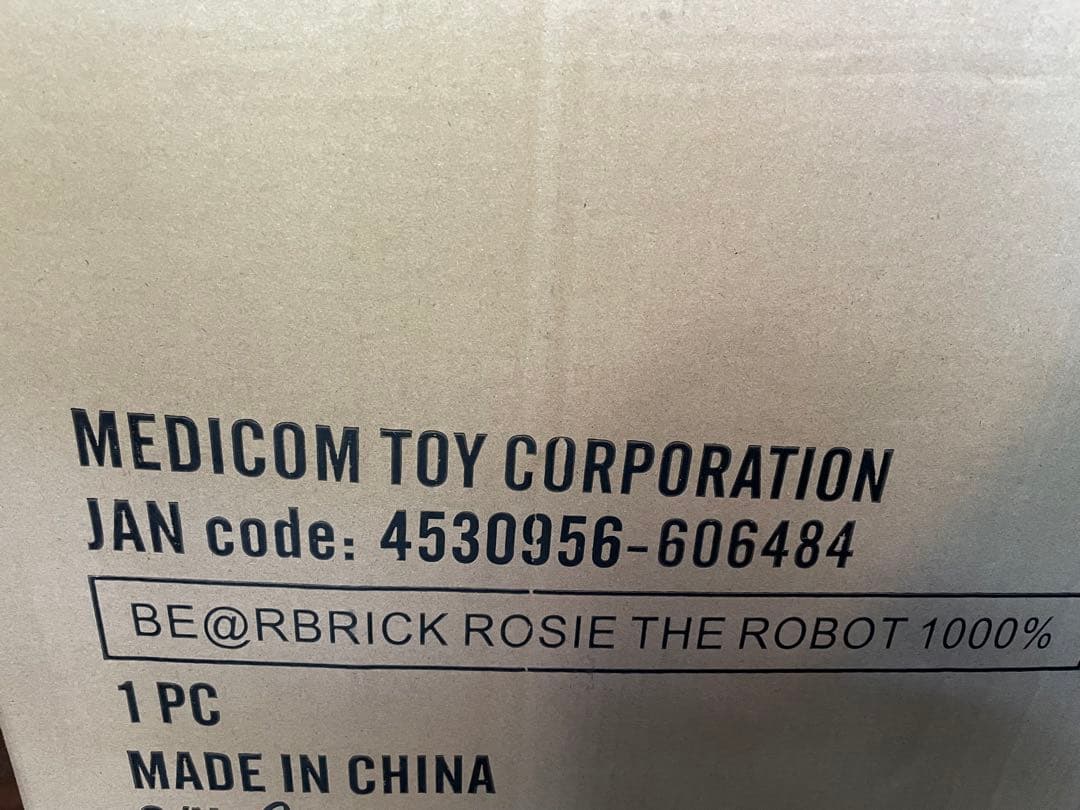 MEDICOM TOY CORPORATION
JAN code: 4530956-606484
BE@RBRICK ROSIE THE ROBOT 1000%
1 PC
MADE IN CHINA